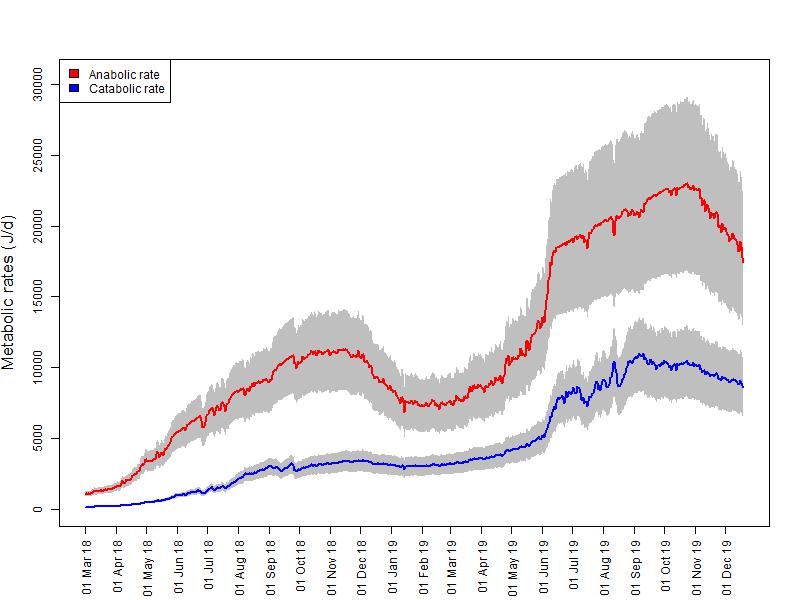 Anabolic rate
Catabolic rate
Metabolic rates (J/d)
30000
25000
20000
15000
10000
5000
0
01 Mar 18
01 Apr 18
01 May 18
01 Jun 18
01 Jul 18
01 Aug 18
01 Sep 18
01 Oct 18
01 Nov 18
01 Dec 18
01 Jan 19
01 Feb 19
01 Mar 19
01 Apr 19
01 May 19
01 Jun 19
01 Jul 19
01 Aug 19
01 Sep 19
01 Oct 19
01 Nov 19
01 Dec 19